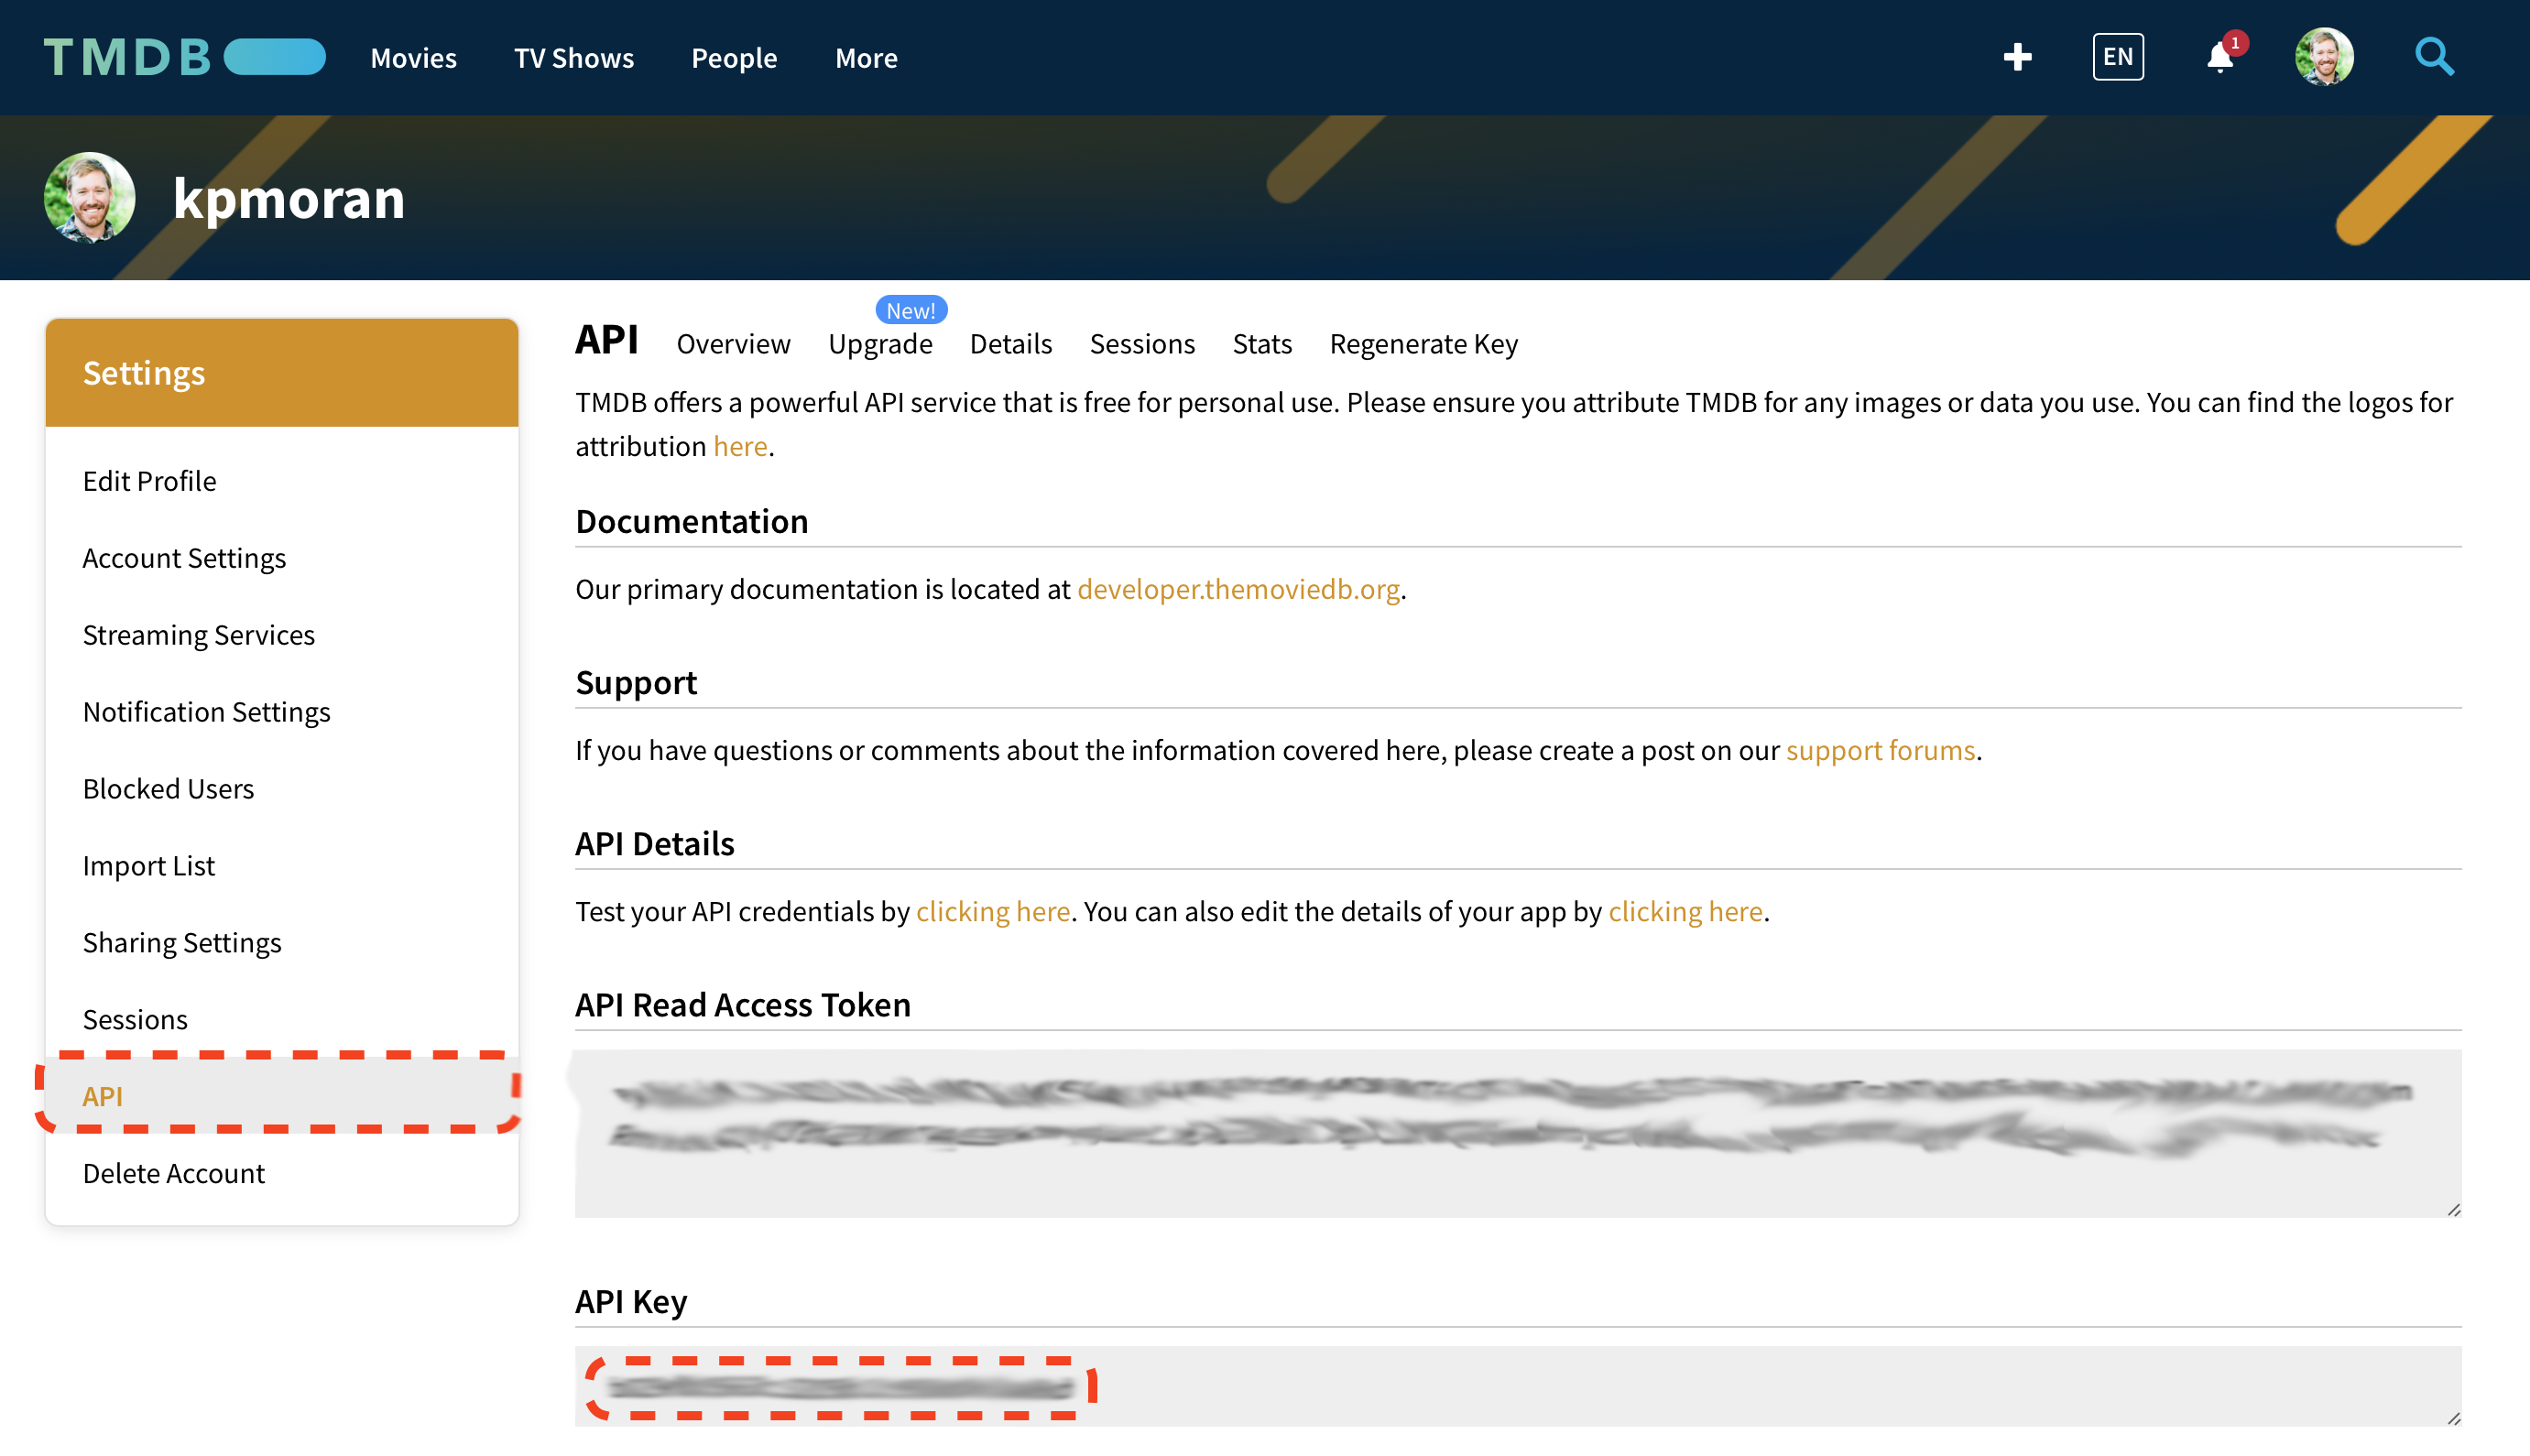 TMDB
Movies
TV Shows
People
More
EN
1
kpmoran
Settings
Edit Profile
Account Settings
Streaming Services
Notification Settings
Blocked Users
Import List
Sharing Settings
Sessions
API
Delete Account
New!
API Overview Upgrade Details Sessions Stats Regenerate Key
TMDB offers a powerful API service that is free for personal use. Please ensure you attribute TMDB for any images or data you use. You can find the logos for
attribution here.
Documentation
Our primary documentation is located at developer.themoviedb.org.
Support
If you have questions or comments about the information covered here, please create a post on our support forums.
API Details
Test your API credentials by clicking here. You can also edit the details of your app by clicking here.
API Read Access Token
API Key